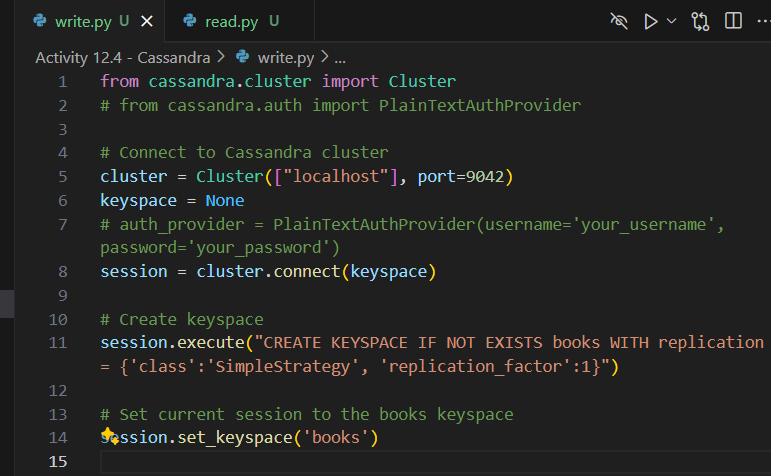 write.py U
read.py U
Activity 12.4 - Cassandra > write.py > ...
1 from cassandra.cluster import Cluster
2 # from cassandra.auth import PlainTextAuthProvider
3
4 # Connect to Cassandra cluster
5 cluster = Cluster(["localhost"], port=9042)
6 keyspace = None
7 # auth_provider = PlainTextAuthProvider(username='your_username',
password='your_password')
8 session = cluster.connect(keyspace)
9
10 # Create keyspace
11 session.execute("CREATE KEYSPACE IF NOT EXISTS books WITH replication
= {'class':'SimpleStrategy', 'replication_factor':1}")
12
13 # Set current session to the books keyspace
14 session.set_keyspace('books')
15